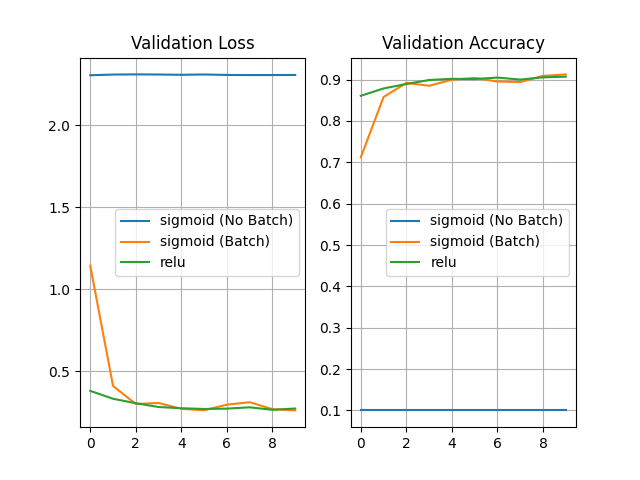 Validation Loss
2.0
1.5
1.0
0.5
0 2 4 6 8
sigmoid (No Batch)
sigmoid (Batch)
relu
Validation Accuracy
0.9
0.8
0.7
0.6
0.5
0.4
0.3
0.2
0.1
0 2 4 6 8
sigmoid (No Batch)
sigmoid (Batch)
relu